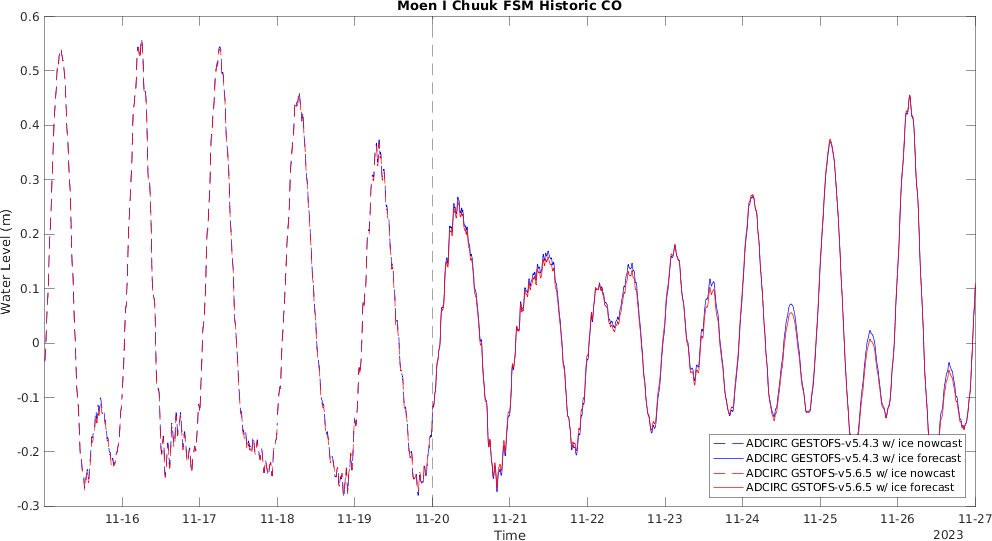 Moen I Chuuk FSM Historic CO
0.6
0.5
0.4
0.3
0.2
0.1
0
-0.1
-0.2
-0.3
Water Level (m)
ADCIRC GESTOFS-v5.4.3 w/ ice nowcast
ADCIRC GESTOFS-v5.4.3 w/ ice forecast
ADCIRC GSTOFS-v5.6.5 w/ ice nowcast
ADCIRC GSTOFS-v5.6.5 w/ ice forecast
11-16 11-17 11-18 11-19 11-20 11-21 11-22 11-23 11-24 11-25 11-26 11-27
Time
2023